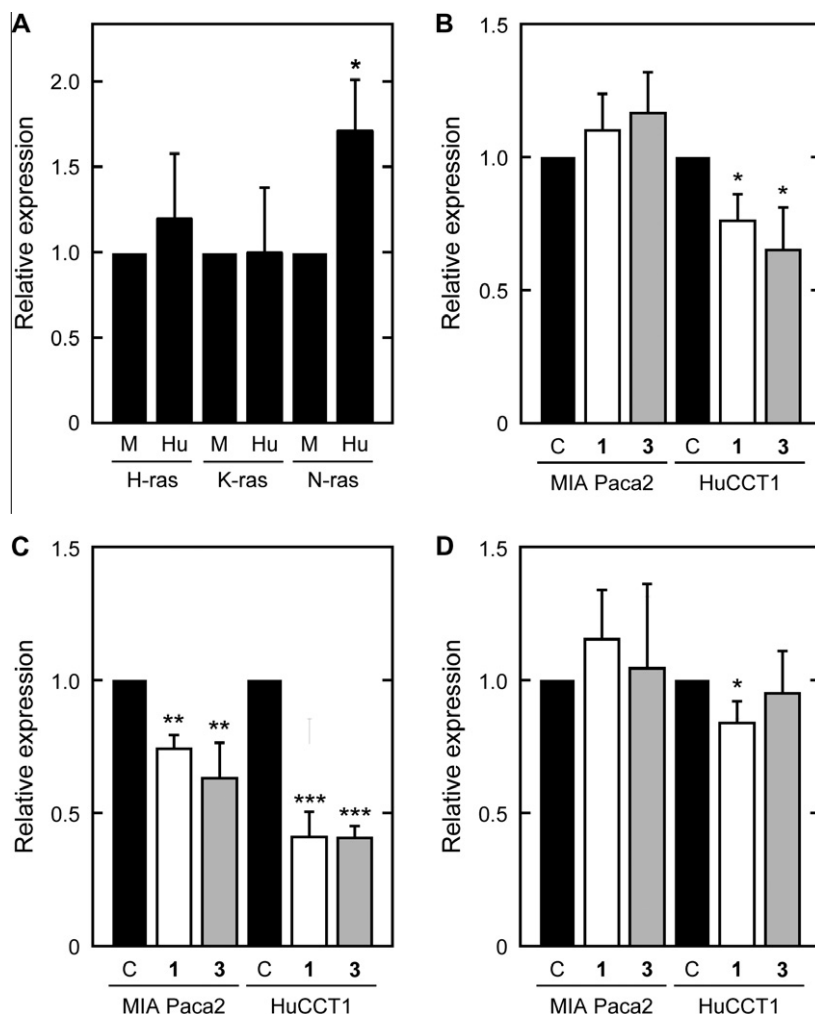 A
Relative expression
2.0
1.5
1.0
0.5
0
*
M Hu M Hu M Hu
H-ras K-ras N-ras
B
Relative expression
1.5
1.0
0.5
0
* *
C 1 3 C 1 3
MIA Paca2 HuCCT1
C
Relative expression
1.5
1.0
0.5
0
** **
*** ***
C 1 3 C 1 3
MIA Paca2 HuCCT1
D
Relative expression
1.5
1.0
0.5
0
*
C 1 3 C 1 3
MIA Paca2 HuCCT1